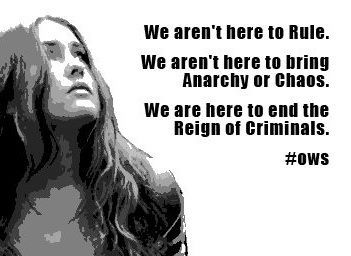 We aren't here to Rule.
We aren't here to bring
Anarchy or Chaos.
We are here to end the
Reign of Criminals.
#ows